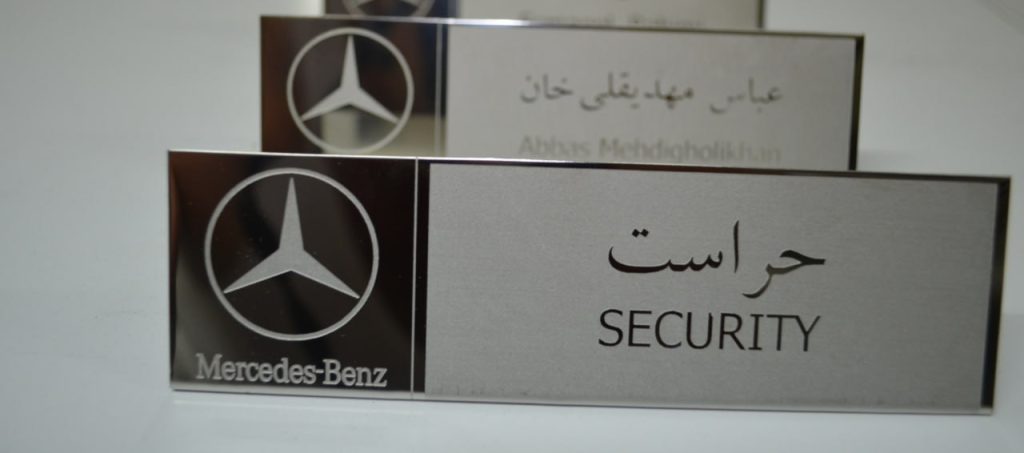 عباس مهدیقلی خان
Abbas Mehdigholikhan
حراست
SECURITY
Mercedes-Benz